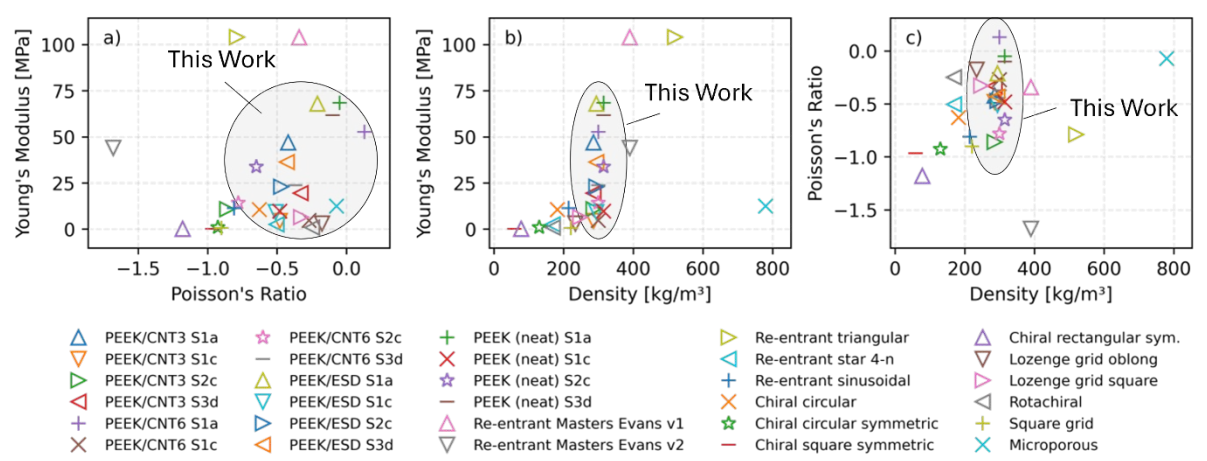 a)
This Work
Young's Modulus [MPa]
100
75
50
25
0
−1.5
−1.0
−0.5
0.0
Poisson's Ratio
b)
This Work
Young's Modulus [MPa]
100
75
50
25
0
0
200
400
600
800
Density [kg/m³]
c)
This Work
Poisson's Ratio
0.0
−0.5
−1.0
−1.5
0
200
400
600
800
Density [kg/m³]
PEEK/CNT3 S1a
PEEK/CNT3 S1c
PEEK/CNT3 S2c
PEEK/CNT3 S3d
PEEK/CNT6 S1a
PEEK/CNT6 S1c
PEEK/CNT6 S2c
PEEK/CNT6 S3d
PEEK/ESD S1a
PEEK/ESD S1c
PEEK/ESD S2c
PEEK/ESD S3d
PEEK (neat) S1a
PEEK (neat) S1c
PEEK (neat) S2c
PEEK (neat) S3d
Re-entrant Masters Evans v1
Re-entrant Masters Evans v2
Re-entrant triangular
Re-entrant star 4-n
Re-entrant sinusoidal
Chiral circular
Chiral circular symmetric
Chiral square symmetric
Chiral rectangular sym.
Lozenge grid oblong
Lozenge grid square
Rotachiral
Square grid
Microporous